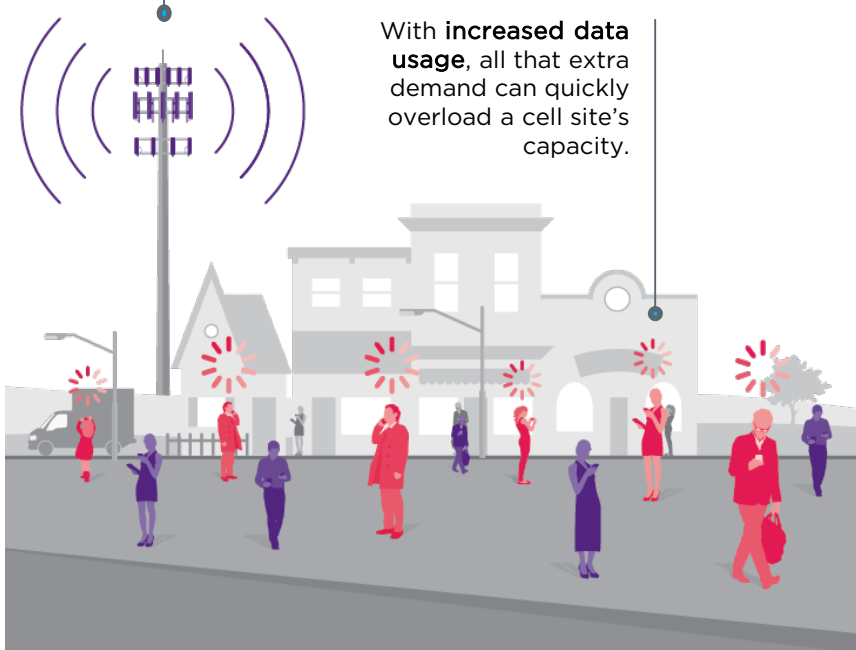 With increased data
usage, all that extra
demand can quickly
overload a cell site’s
capacity.